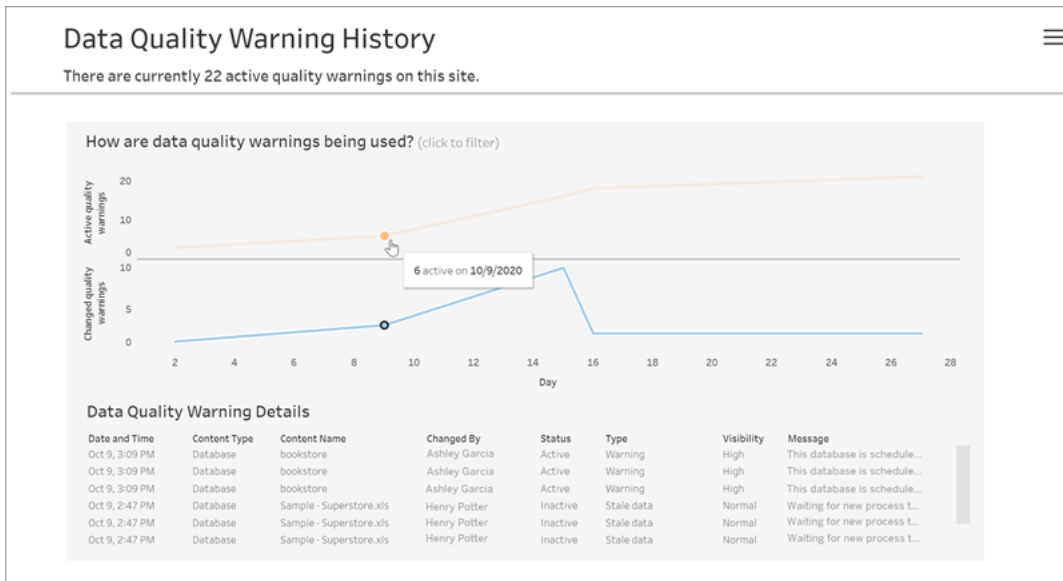 Data Quality Warning History
There are currently 22 active quality warnings on this site.
How are data quality warnings being used? (click to filter)
Active quality
warnings
20
10
0
6 active on 10/9/2020
Changed quality
warnings
10
5
0
2 4 6 8 10 12 14 16 18 20 22 24 26 28
Day
Data Quality Warning Details
Date and Time Content Type Content Name Changed By Status Type Visibility Message
Oct 9, 3:09 PM Database bookstore Ashley Garcia Active Warning High This database is schedule...
Oct 9, 3:09 PM Database bookstore Ashley Garcia Active Warning High This database is schedule...
Oct 9, 3:09 PM Database bookstore Ashley Garcia Active Warning High This database is schedule...
Oct 9, 2:47 PM Database Sample - Superstore.xls Henry Potter Inactive Stale data Normal Waiting for new process t...
Oct 9, 2:47 PM Database Sample - Superstore.xls Henry Potter Inactive Stale data Normal Waiting for new process t...
Oct 9, 2:47 PM Database Sample - Superstore.xls Henry Potter Inactive Stale data Normal Waiting for new process t...